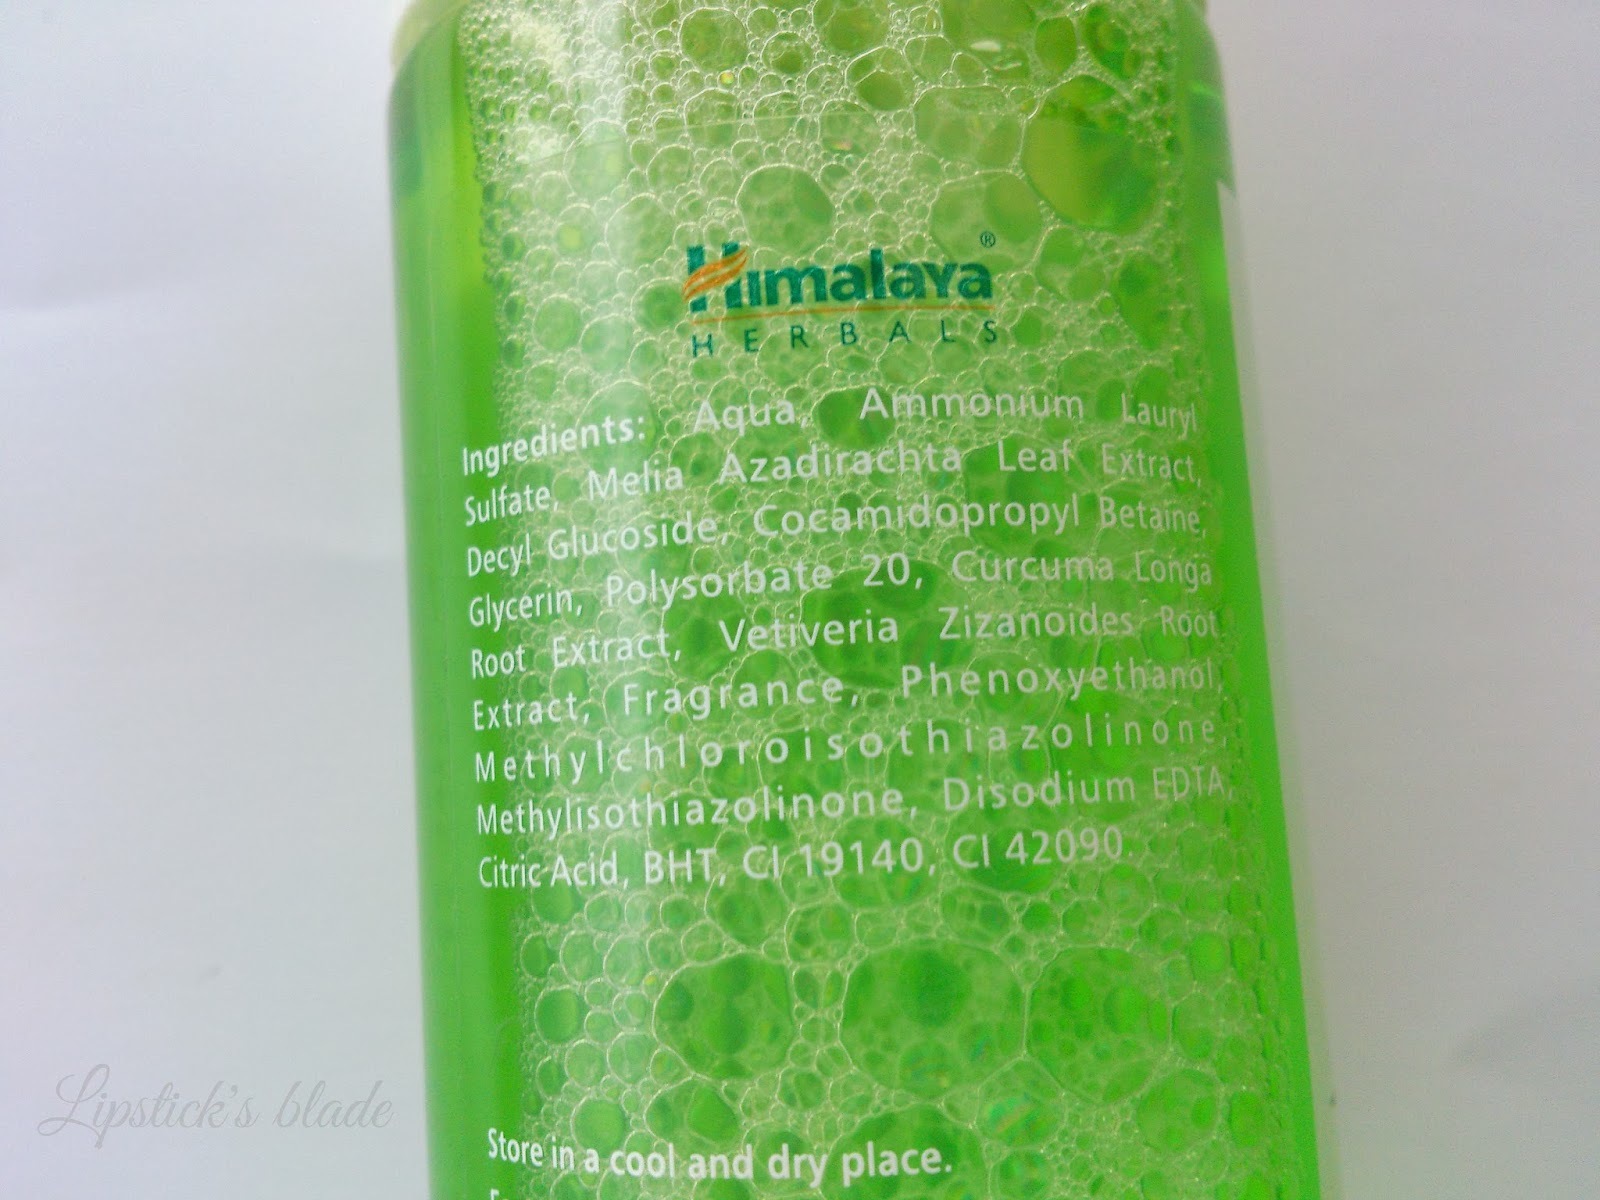 Himalaya®
HERBALS
Ingredients: Aqua, Ammonium Lauryl
Sulfate, Melia Azadirachta Leaf Extract,
Decyl Glucoside, Cocamidopropyl Betaine,
Glycerin, Polysorbate 20, Curcuma Longa
Root Extract, Vetiveria Zizanoides Root
Extract, Fragrance, Phenoxyethanol,
Methylchloroisothiazolinone,
Methylisothiazolinone, Disodium EDTA,
Citric Acid, BHT, CI 19140, CI 42090.
Lipstick's blade
Store in a cool and dry place.